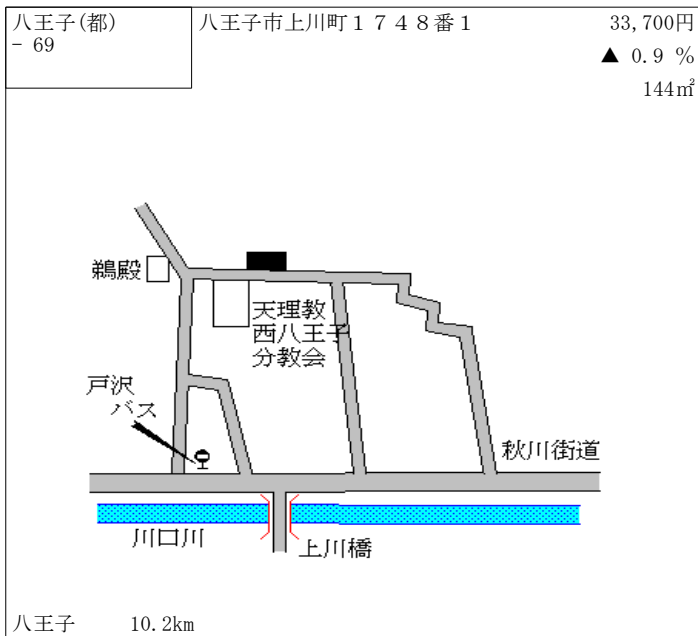 八王子(都)
- 69
八王子市上川町１７４８番１
33,700円
▲ 0.9 %
144㎡
鵜殿
天理教
西八王子
分教会
戸沢
バス
秋川街道
川口川
上川橋
八王子 10.2km